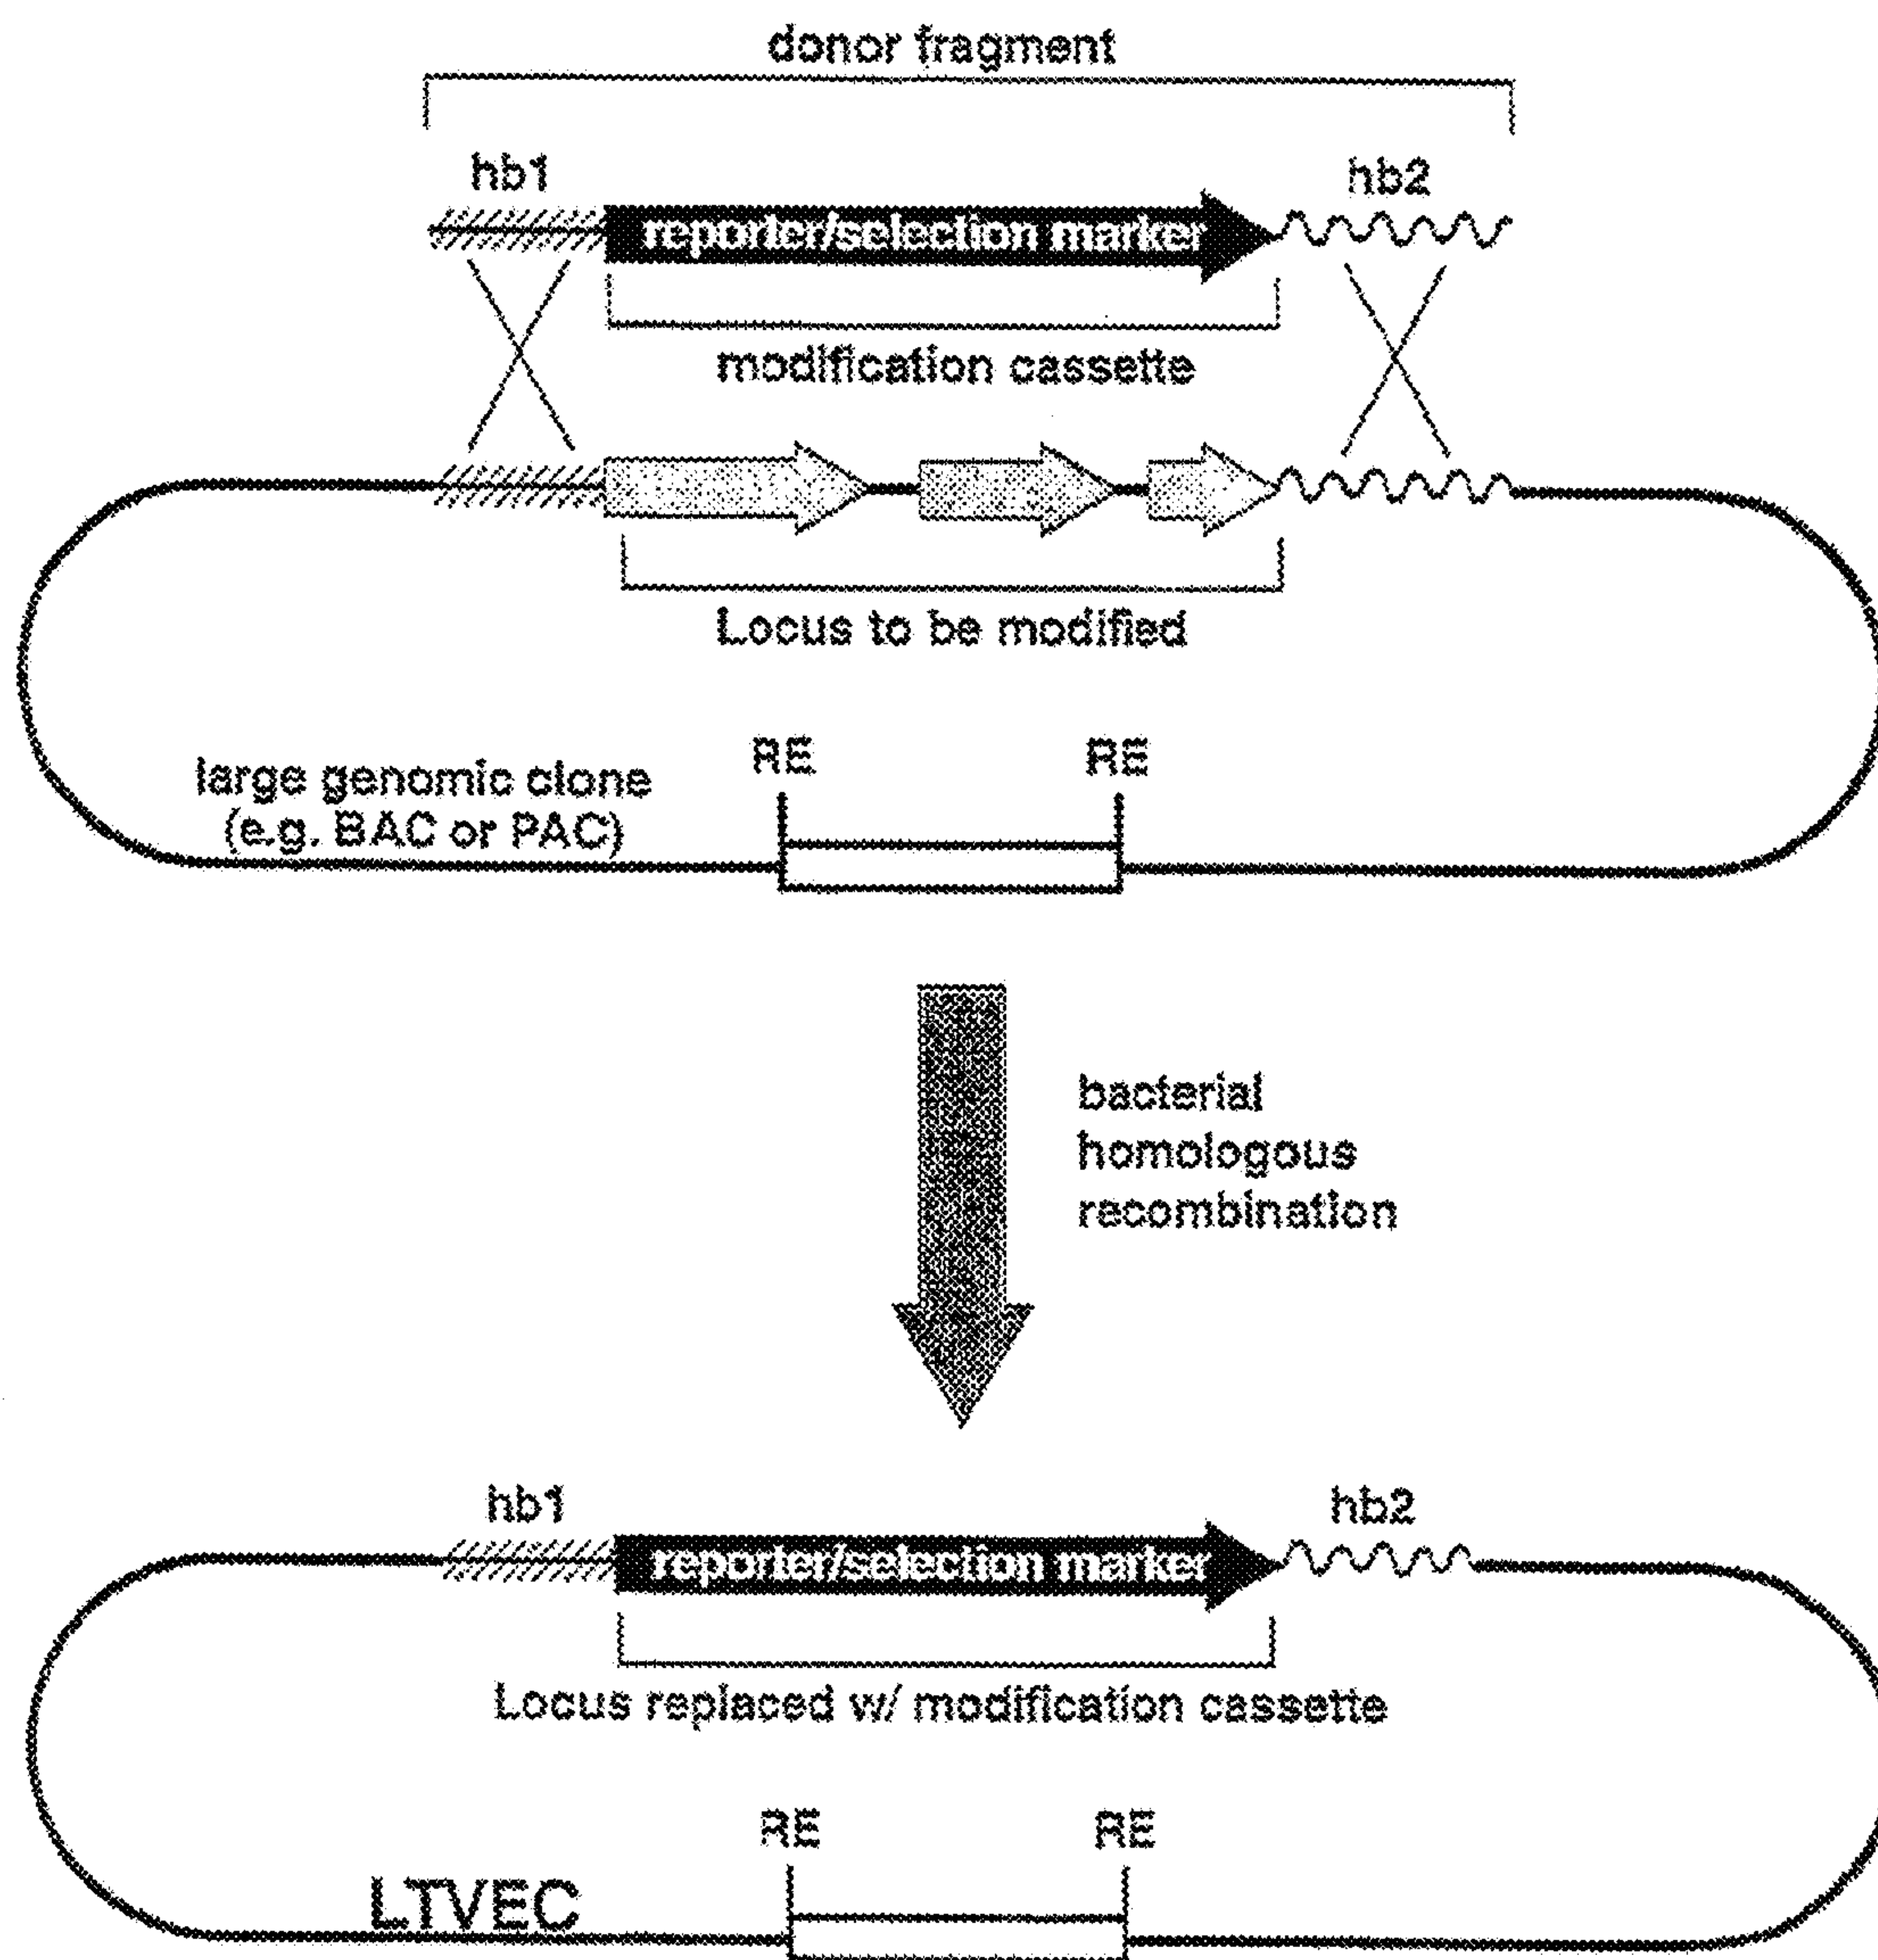 donor fragment
hb1
hb2
reporter/selection marker
modification cassette
Locus to be modified
RE
RE
large genomic clone
(e.g. BAC or PAC)
bacterial
homologous
recombination
hb1
hb2
reporter/selection marker
Locus replaced w/ modification cassette
RE
RE
LTVEC